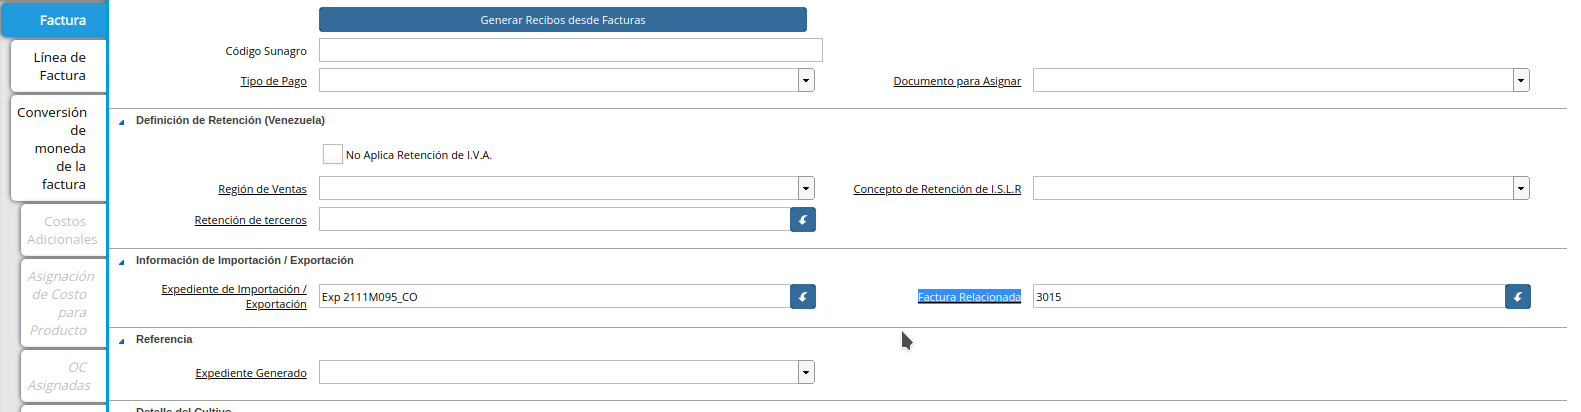 Factura
Línea de
Factura
Conversión
de
moneda
de la
factura
Costos
Adicionales
Asignación
de Costo
para
Producto
OC
Asignadas
Generar Recibos desde Facturas
Código Sunagro
Tipo de Pago
Documento para Asignar
Definición de Retención (Venezuela)
No Aplica Retención de I.V.A.
Región de Ventas
Concepto de Retención de I.S.L.R
Retención de terceros
Información de Importación / Exportación
Expediente de Importación /
Exportación
Exp 2111M095_CO
Factura Relacionada
3015
Referencia
Expediente Generado
Detalle del Cultivo